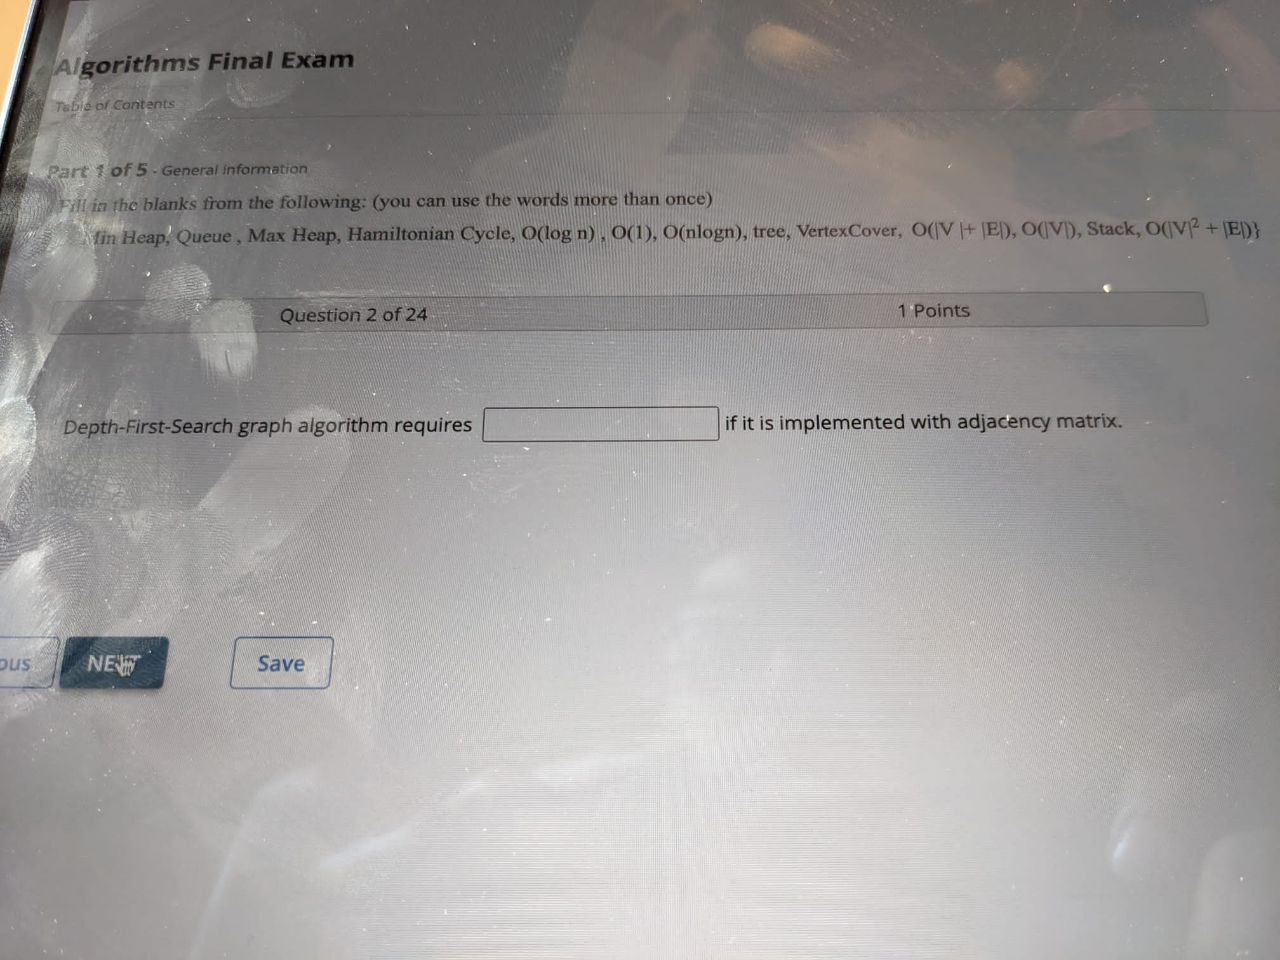 Algorithms Final Exam
Table of Contents
Part 1 of 5 - General information
Fill in the blanks from the following: (you can use the words more than once)
Min Heap, Queue , Max Heap, Hamiltonian Cycle, O(log n) , O(1), O(nlogn), tree, VertexCover, O(|V |+ |E|), O(|V|), Stack, O(|V|² + |E|)}
Question 2 of 24 1 Points
Depth-First-Search graph algorithm requires if it is implemented with adjacency matrix.
ous NEXT Save